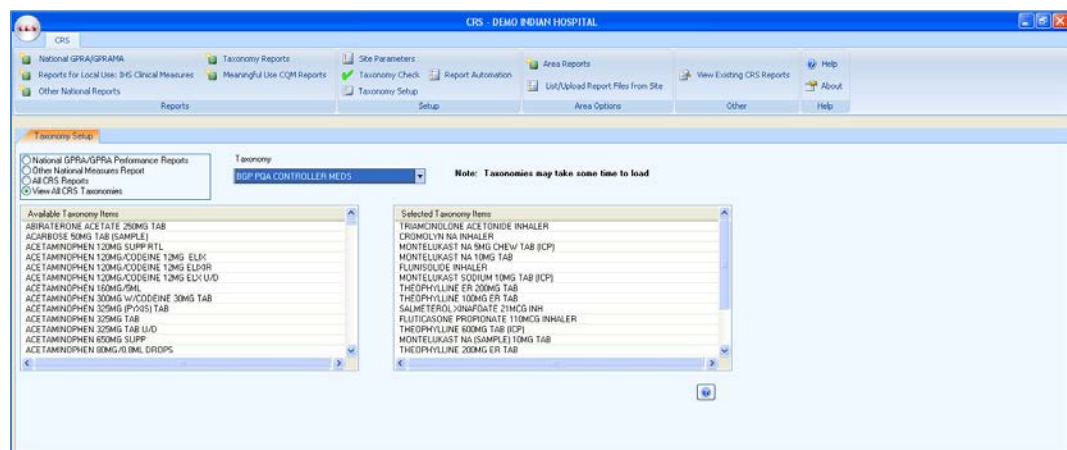 CRS - DEMO INDIAN HOSPITAL
CRS
National GPRA/GPRAMA
Reports for Local Use: IHS Clinical Measures
Other National Reports
Taxonomy Reports
Meaningful Use CQM Reports
Reports
Site Parameters
Taxonomy Check
Report Automation
Taxonomy Setup
Setup
Area Reports
List/Upload Report Files from Site
Area Options
View Existing CRS Reports
Other
Help
About
Help
Taxonomy Setup
National GPRA/GPRA Performance Reports
Other National Measures Report
All CRS Reports
View All CRS Taxonomies
Taxonomy
BGP PQA CONTROLLER MEDS
Note: Taxonomies may take some time to load
Available Taxonomy Items
ABIRATERONE ACETATE 250MG TAB
ACARBOSE 50MG TAB (SAMPLE)
ACETAMINOPHEN 120MG SUPP RTL
ACETAMINOPHEN 120MG/CODEINE 12MG ELIX
ACETAMINOPHEN 120MG/CODEINE 12MG ELIXIR
ACETAMINOPHEN 120MG/CODEINE 12MG ELX U/D
ACETAMINOPHEN 160MG/5ML
ACETAMINOPHEN 300MG W/CODEINE 30MG TAB
ACETAMINOPHEN 325MG (PYXIS) TAB
ACETAMINOPHEN 325MG TAB
ACETAMINOPHEN 325MG TAB U/D
ACETAMINOPHEN 650MG SUPP
ACETAMINOPHEN 80MG/0.8ML DROPS
Selected Taxonomy Items
TRIAMCINOLONE ACETONIDE INHALER
CROMOLYN NA INHALER
MONTELUKAST NA 5MG CHEW TAB (ICP)
MONTELUKAST NA 10MG TAB
FLUNISOLIDE INHALER
MONTELUKAST SODIUM 10MG TAB (ICP)
THEOPHYLLINE ER 200MG TAB
THEOPHYLLINE 100MG ER TAB
SALMETEROL XINAFOATE 21MCG INH
FLUTICASONE PROPIONATE 110MCG INHALER
THEOPHYLLINE 600MG TAB (ICP)
MONTELUKAST NA (SAMPLE) 10MG TAB
THEOPHYLLINE 200MG ER TAB